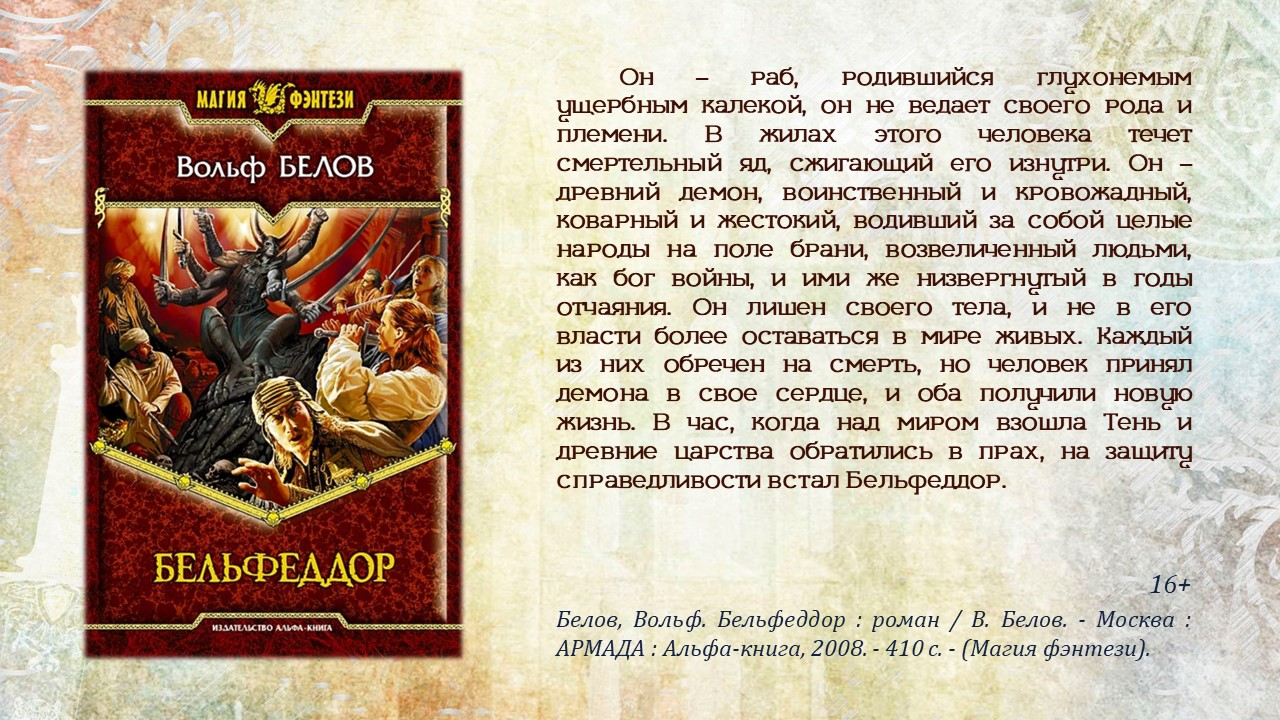 МАГИЯ ФЭНТЕЗИ
Вольф БЕЛОВ
БЕЛЬФЕДДОР
ИЗДАТЕЛЬСТВО АЛЬФА-КНИГА
Он – раб, родившийся глухонемым
ущербным калекой, он не ведает своего рода и
племени. В жилах этого человека течет
смертельный яд, сжигающий его изнутри. Он –
древний демон, воинственный и кровожадный,
коварный и жестокий, водивший за собой целые
народы на поле брани, возвеличенный людьми,
как бог войны, и ими же низвергнутый в годы
отчаяния. Он лишен своего тела, и не в его
власти более оставаться в мире живых. Каждый
из них обречен на смерть, но человек принял
демона в свое сердце, и оба получили новую
жизнь. В час, когда над миром взошла Тень и
древние царства обратились в прах, на защиту
справедливости встал Бельфеддор.
16+
Белов, Вольф. Бельфеддор : роман / В. Белов. - Москва :
АРМАДА : Альфа-книга, 2008. - 410 с. - (Магия фэнтези).